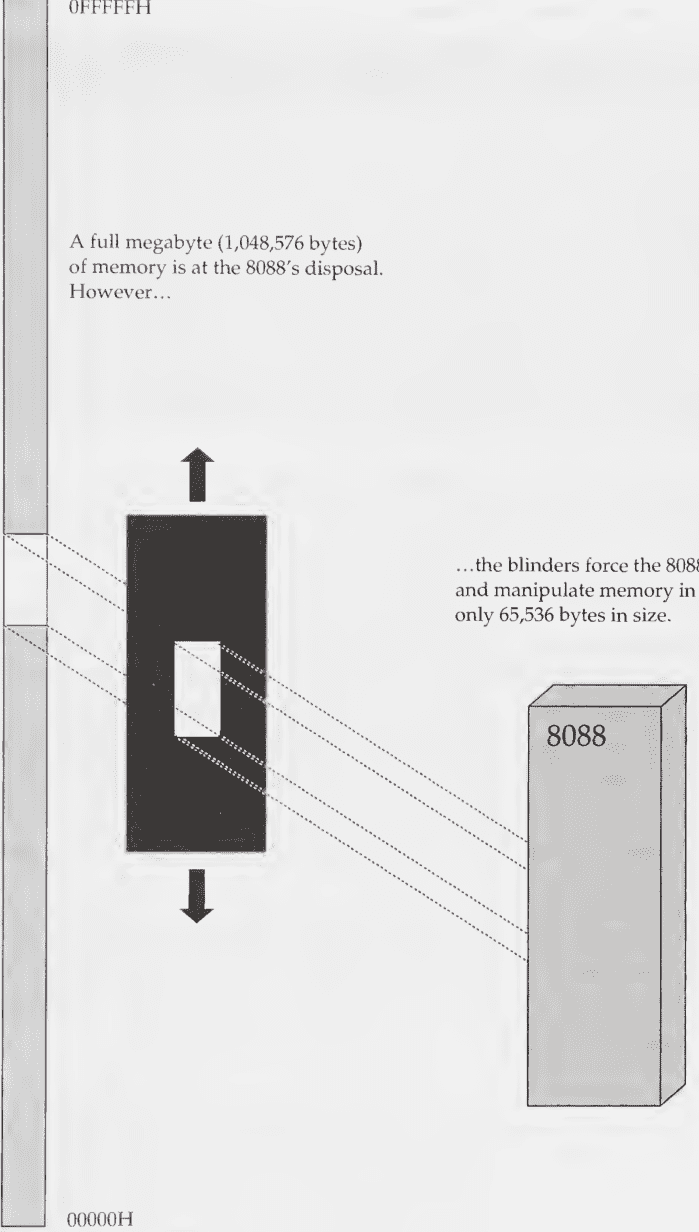 0FFFFFH
A full megabyte (1,048,576 bytes)
of memory is at the 8088's disposal.
However…
…the blinders force the 808
and manipulate memory in
only 65,536 bytes in size.
8088
00000H